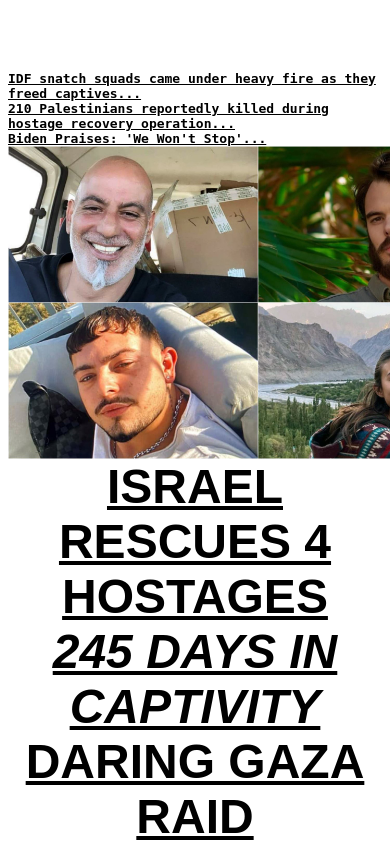 IDF snatch squads came under heavy fire as they
freed captives...
210 Palestinians reportedly killed during
hostage recovery operation...
Biden Praises: 'We Won't Stop'...
ISRAEL
RESCUES 4
HOSTAGES
245 DAYS IN
CAPTIVITY
DARING GAZA
RAID